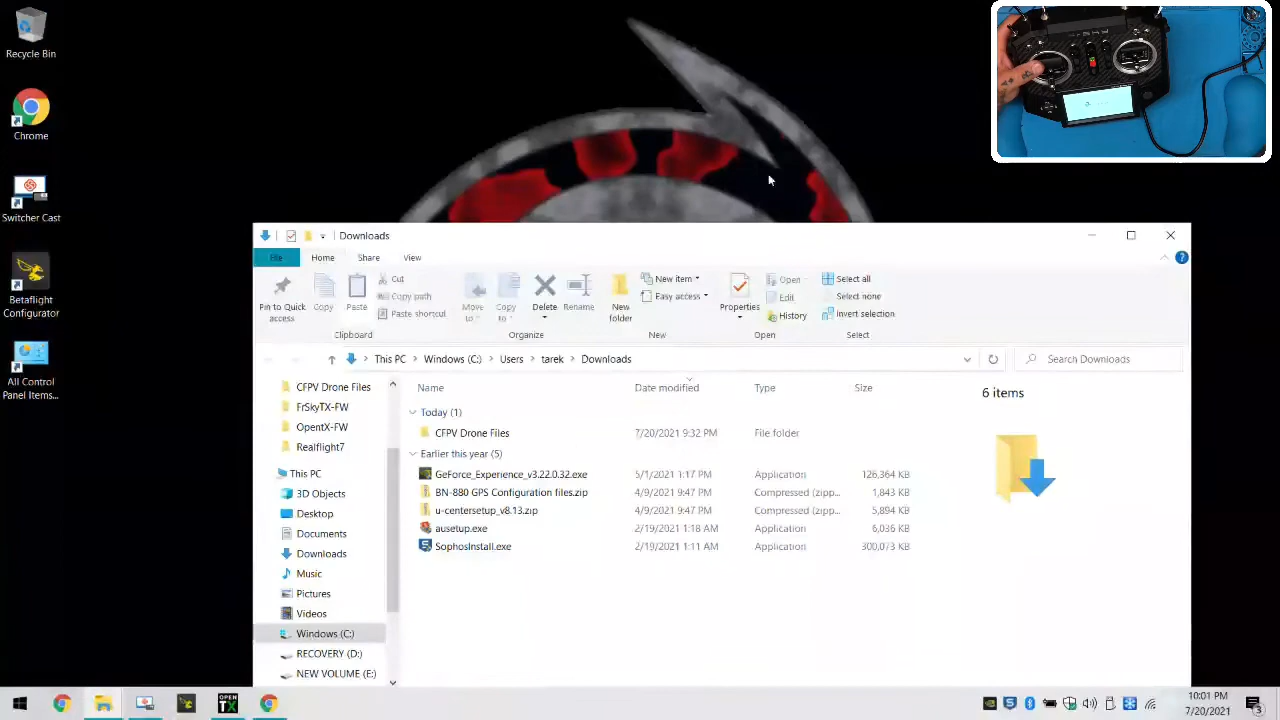 Recycle Bin
Chrome
Switcher Cast
Betaflight
Configurator
All Control
Panel Items...
Downloads
File
Home
Share
View
Pin to Quick
access
Copy
Paste
Cut
Copy path
Paste shortcut
Clipboard
Move
to
Copy
to
Delete
Rename
Organize
New
folder
New item
Easy access
New
Properties
Open
Edit
History
Open
Select all
Select none
Invert selection
Select
This PC > Windows (C:) > Users > tarek > Downloads
Search Downloads
CFPV Drone Files
FrSkyTX-FW
OpentX-FW
Realflight7
This PC
3D Objects
Desktop
Documents
Downloads
Music
Pictures
Videos
Windows (C:)
RECOVERY (D:)
NEW VOLUME (E:)
Name Date modified Type Size
Today (1)
CFPV Drone Files 7/20/2021 9:32 PM File folder
Earlier this year (5)
GeForce_Experience_v3.22.0.32.exe 5/1/2021 1:17 PM Application 126,364 KB
BN-880 GPS Configuration files.zip 4/9/2021 9:47 PM Compressed (zipp... 1,843 KB
u-centersetup_v8.13.zip 4/9/2021 9:47 PM Compressed (zipp... 5,894 KB
ausetup.exe 2/19/2021 1:18 AM Application 6,036 KB
SophosInstall.exe 2/19/2021 1:11 AM Application 300,073 KB
6 items
OPEN
TX
10:01 PM
7/20/2021
3